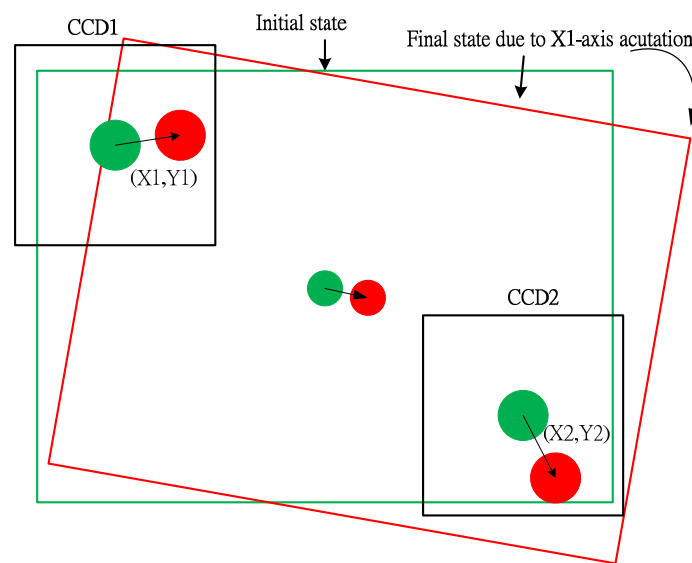 CCD1
Initial state
Final state due to X1-axis acutation
(X1,Y1)
CCD2
(X2,Y2)